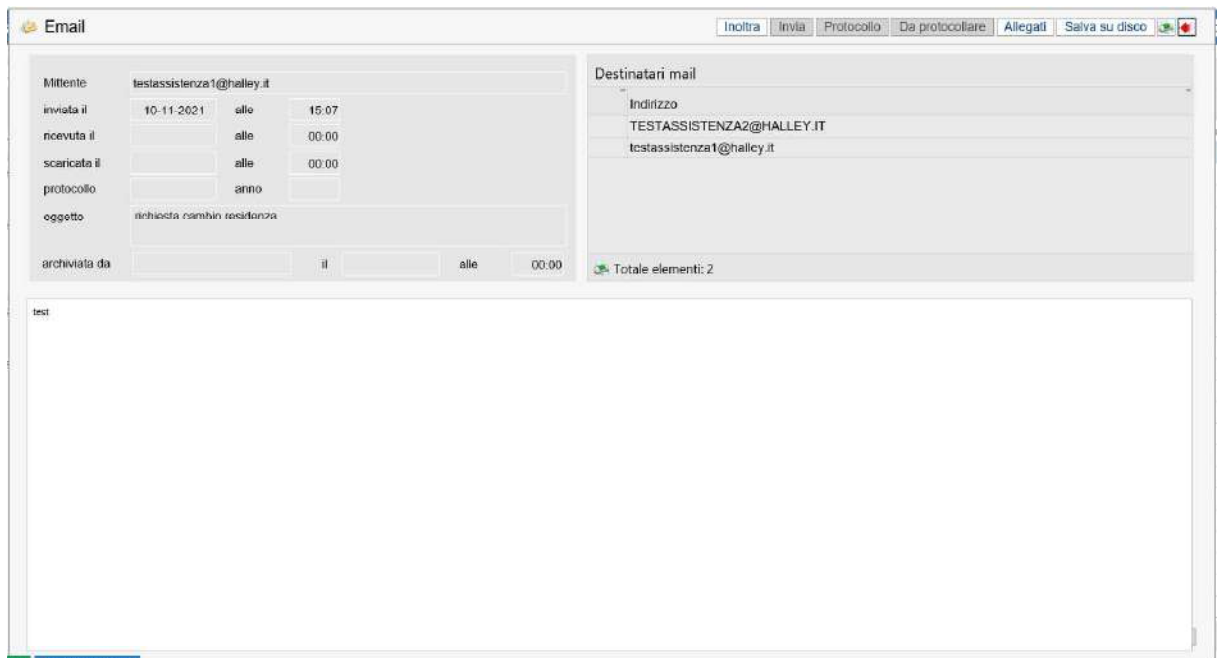 Email
Inoltra Invia Protocollo Da protocollare Allegati Salva su disco
Mittente testassistenza1@halley.it
inviata il 10-11-2021 alle 15:07
ricevuta il alle 00:00
scaricata il alle 00:00
protocollo anno
oggetto richiesta cambio residenza
archiviata da il alle 00:00
Destinatari mail
Indirizzo
TESTASSISTENZA2@HALLEY.IT
testassistenza1@halley.it
Totale elementi: 2
test